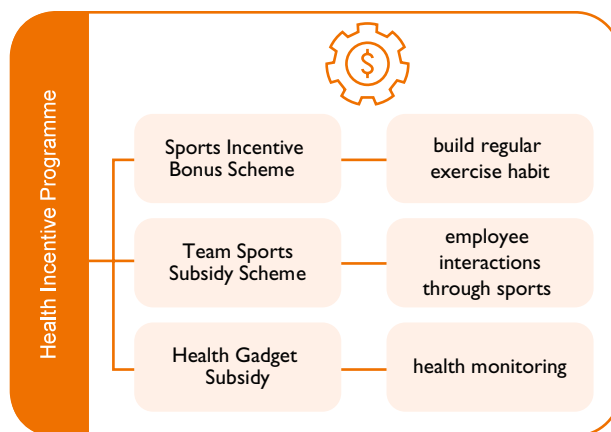 Health Incentive Programme
$
Sports Incentive
Bonus Scheme
build regular
exercise habit
Team Sports
Subsidy Scheme
employee
interactions
through sports
Health Gadget
Subsidy
health monitoring